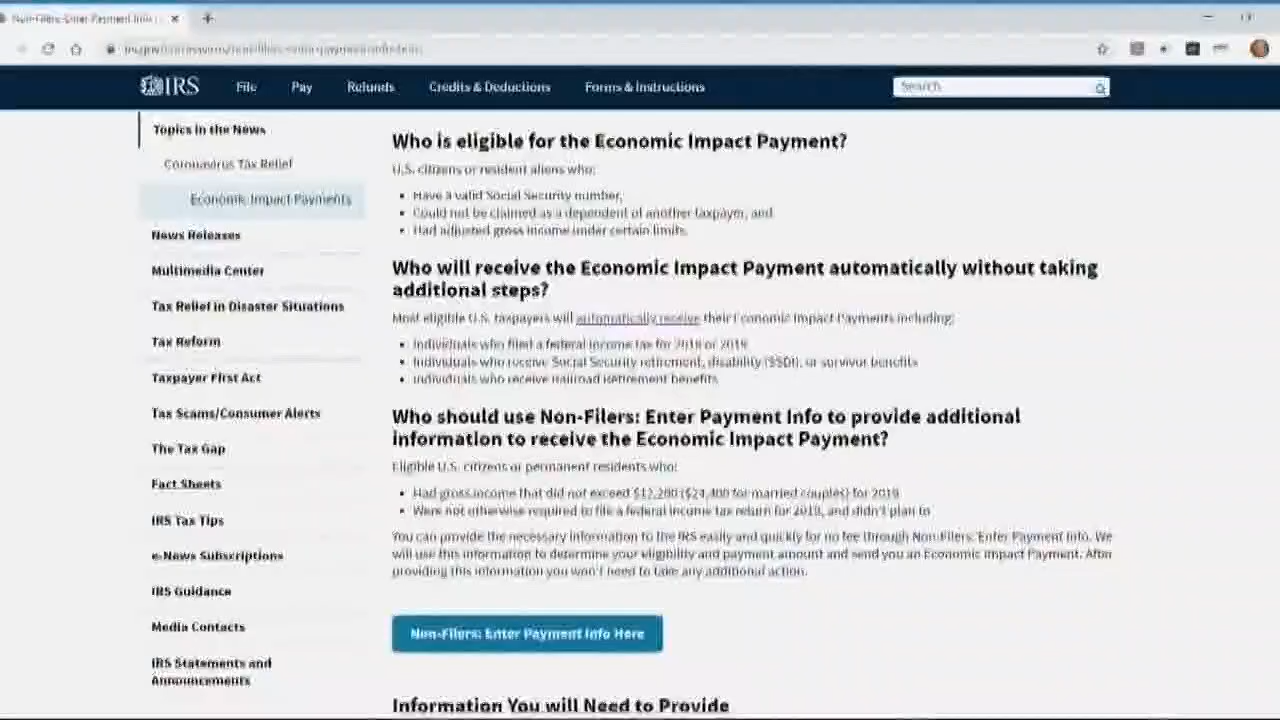 Non-Filers: Enter Payment Info
IRS
File
Pay
Refunds
Credits & Deductions
Forms & Instructions
Search
Topics in the News
Coronavirus Tax Relief
Economic Impact Payments
News Releases
Multimedia Center
Tax Relief in Disaster Situations
Tax Reform
Taxpayer First Act
Tax Scams/Consumer Alerts
The Tax Gap
Fact Sheets
IRS Tax Tips
e-News Subscriptions
IRS Guidance
Media Contacts
IRS Statements and
Announcements
Who is eligible for the Economic Impact Payment?
U.S. citizens or resident aliens who:
Have a valid Social Security number,
Could not be claimed as a dependent of another taxpayer, and
Had adjusted gross income under certain limits.
Who will receive the Economic Impact Payment automatically without taking
additional steps?
Most eligible U.S. taxpayers will automatically receive their Economic Impact Payments including:
Individuals who filed a federal income tax for 2018 or 2019
Individuals who receive Social Security retirement, disability (SSDI), or survivor benefits
Individuals who receive Railroad Retirement benefits
Who should use Non-Filers: Enter Payment Info to provide additional
information to receive the Economic Impact Payment?
Eligible U.S. citizens or permanent residents who:
Had gross income that did not exceed $12,200 ($24,400 for married couples) for 2019
Were not otherwise required to file a federal income tax return for 2019, and didn't plan to
You can provide the necessary information to the IRS easily and quickly for no fee through Non-Filers: Enter Payment Info. We
will use this information to determine your eligibility and payment amount and send you an Economic Impact Payment. After
providing this information you won't need to take any additional action.
Non-Filers: Enter Payment Info Here
Information You will Need to Provide